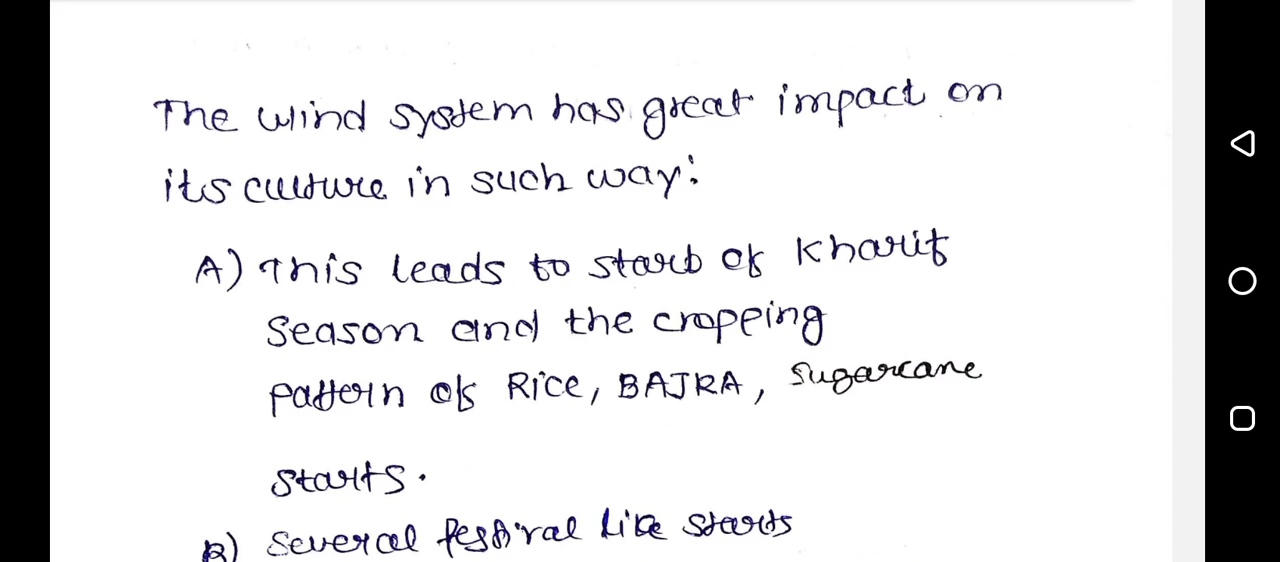 The wind system has great impact on
its culture in such way:
A) This leads to start of Kharif
Season and the cropping
pattern of Rice, BAJRA, sugarcane
starts.
B) Several festival like starts